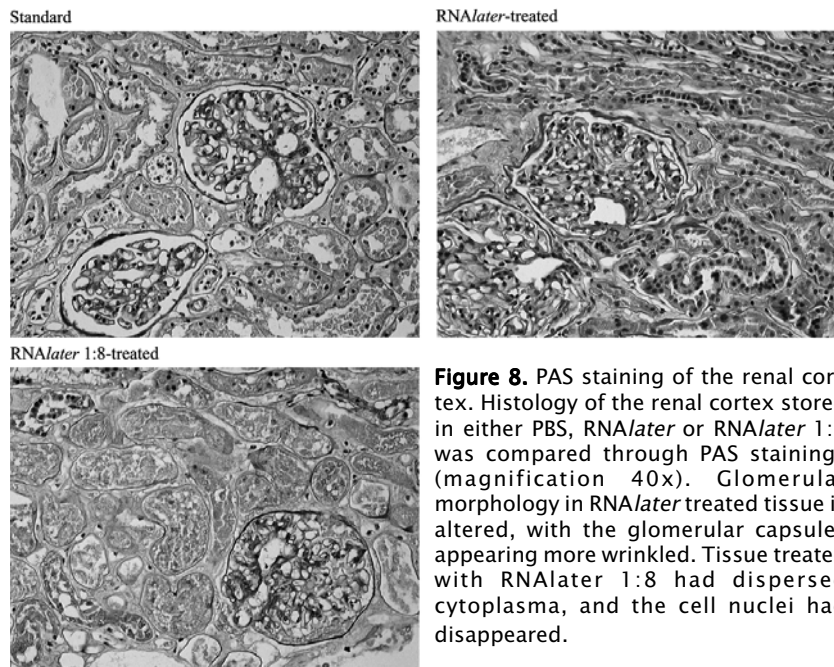 Standard
RNAlater-treated
RNAlater 1:8-treated
Figure 8. PAS staining of the renal cor
tex. Histology of the renal cortex store
in either PBS, RNAlater or RNAlater 1:
was compared through PAS staining
(magnification 40x). Glomerula
morphology in RNAlater treated tissue i
altered, with the glomerular capsule
appearing more wrinkled. Tissue treate
with RNAlater 1:8 had disperse
cytoplasma, and the cell nuclei ha
disappeared.